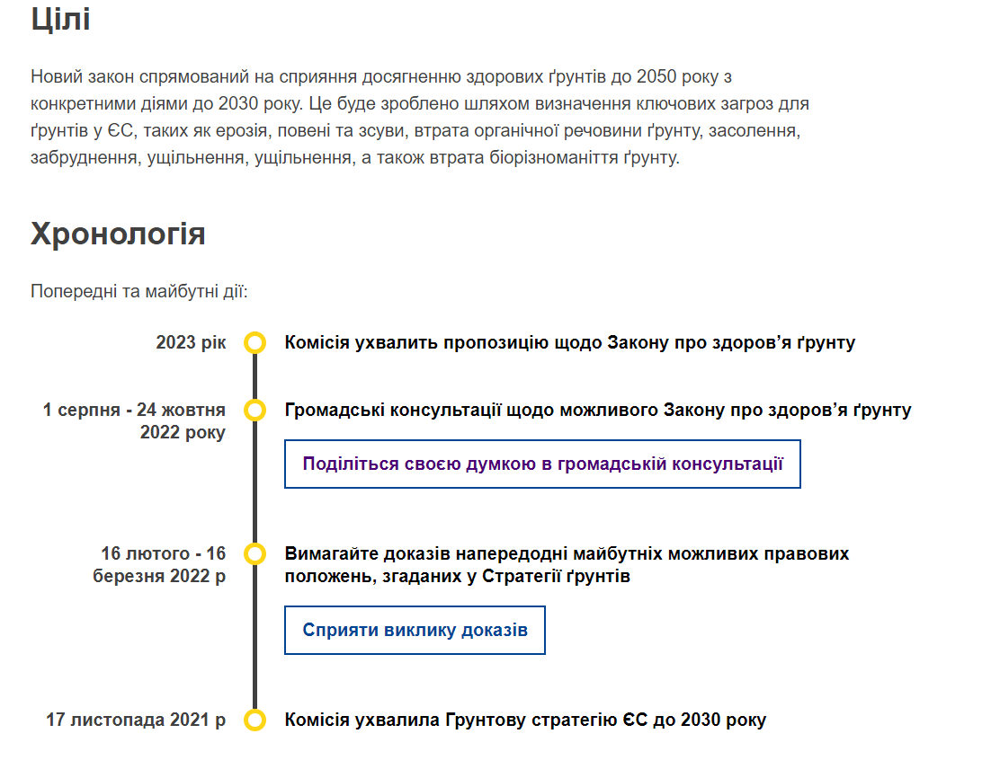 Цілі
Новий закон спрямований на сприяння досягненню здорових ґрунтів до 2050 року з
конкретними діями до 2030 року. Це буде зроблено шляхом визначення ключових загроз для
ґрунтів у ЄС, таких як ерозія, повені та зсуви, втрата органічної речовини ґрунту, засолення,
забруднення, ущільнення, ущільнення, а також втрата біорізноманіття ґрунту.
Хронологія
Попередні та майбутні дії:
2023 рік
Комісія ухвалить пропозицію щодо Закону про здоров’я ґрунту
1 серпня - 24 жовтня
2022 року
Громадські консультації щодо можливого Закону про здоров’я ґрунту
Поділіться своєю думкою в громадській консультації
16 лютого - 16
березня 2022 р
Вимагайте доказів напередодні майбутніх можливих правових
положень, згаданих у Стратегії ґрунтів
Сприяти виклику доказів
17 листопада 2021 р
Комісія ухвалила Грунтову стратегію ЄС до 2030 року